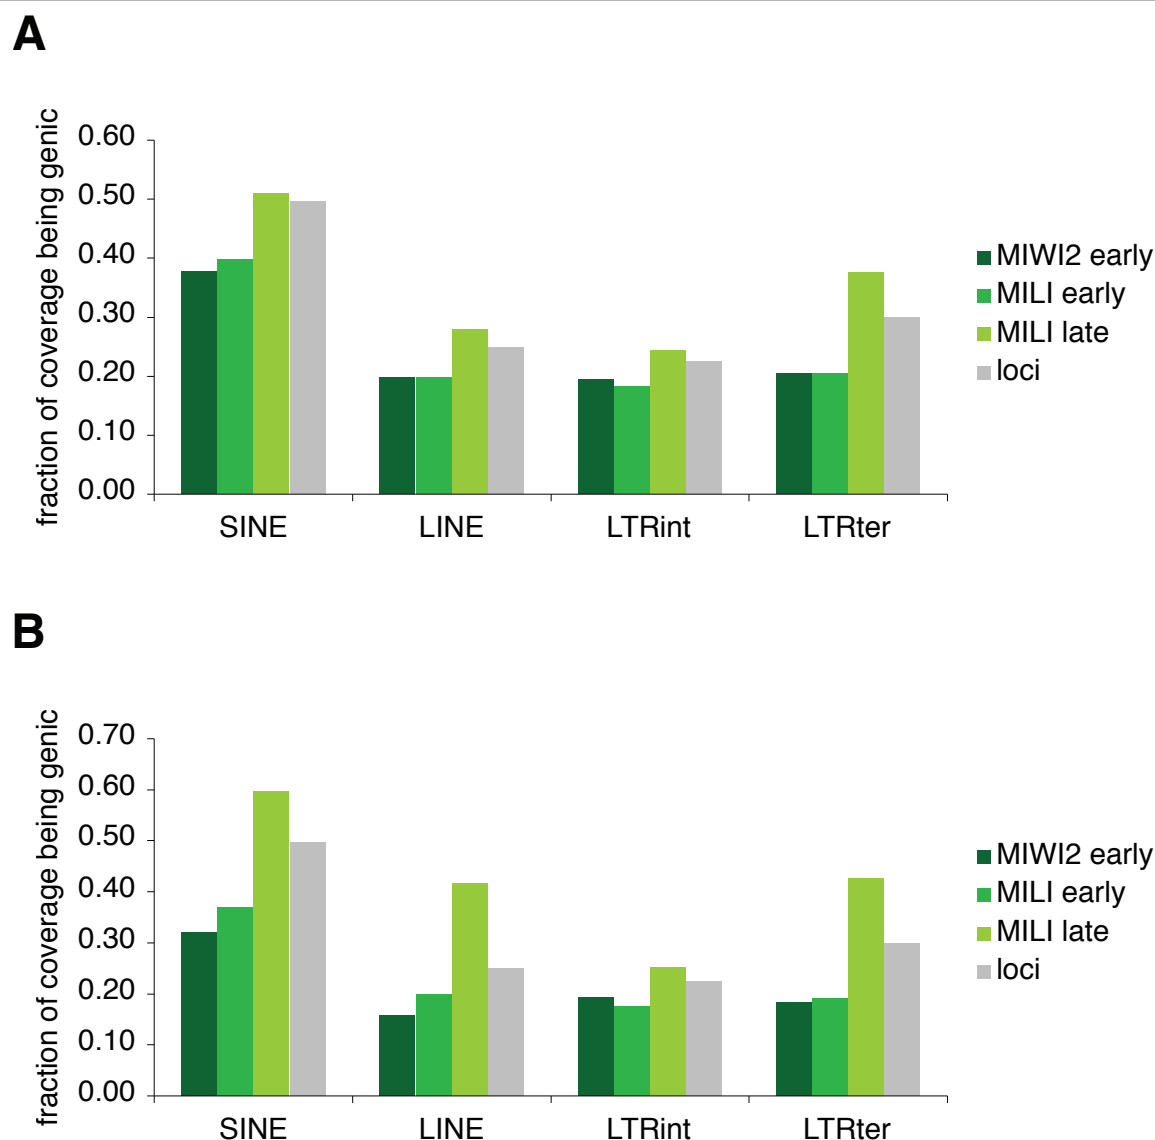 A
fraction of coverage being genic
0.60
0.50
0.40
0.30
0.20
0.10
0.00
SINE LINE LTRint LTRter
MIWI2 early
MILI early
MILI late
loci
B
fraction of coverage being genic
0.70
0.60
0.50
0.40
0.30
0.20
0.10
0.00
SINE LINE LTRint LTRter
MIWI2 early
MILI early
MILI late
loci